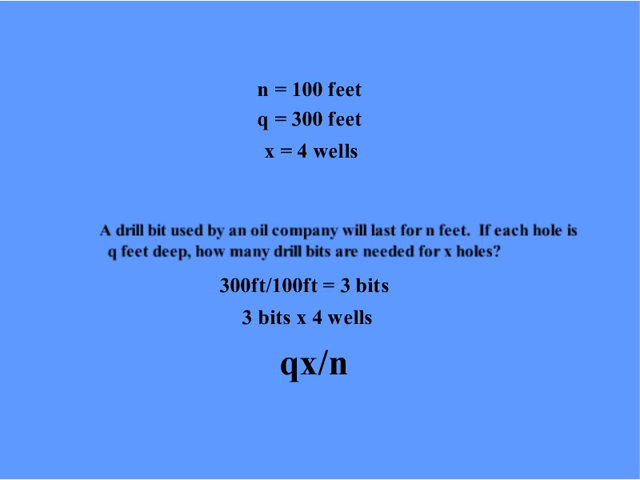 n = 100 feet
q = 300 feet
x = 4 wells
A drill bit used by an oil company will last for n feet. If each hole is
q feet deep, how many drill bits are needed for x holes?
300ft/100ft = 3 bits
3 bits x 4 wells
qx/n